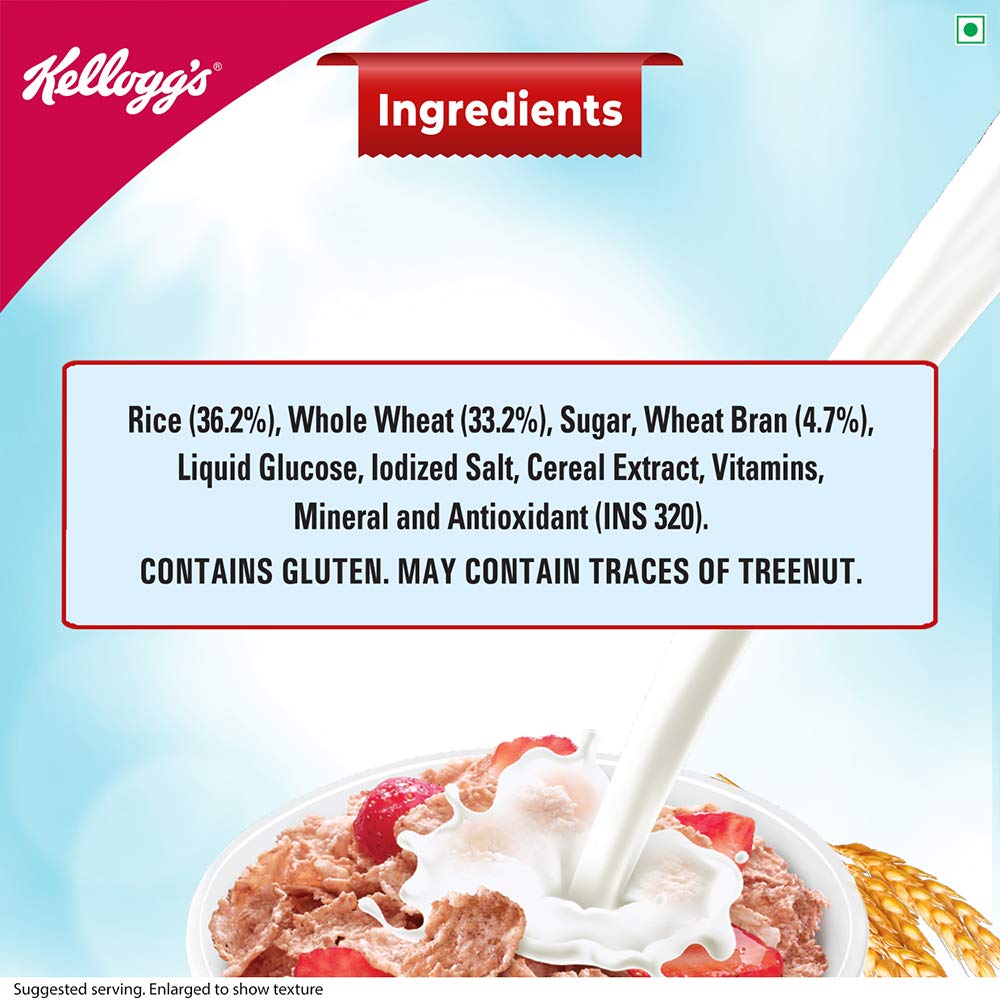 Kellogg's®
Ingredients
Rice (36.2%), Whole Wheat (33.2%), Sugar, Wheat Bran (4.7%),
Liquid Glucose, Iodized Salt, Cereal Extract, Vitamins,
Mineral and Antioxidant (INS 320).
CONTAINS GLUTEN. MAY CONTAIN TRACES OF TREENUT.
Suggested serving. Enlarged to show texture